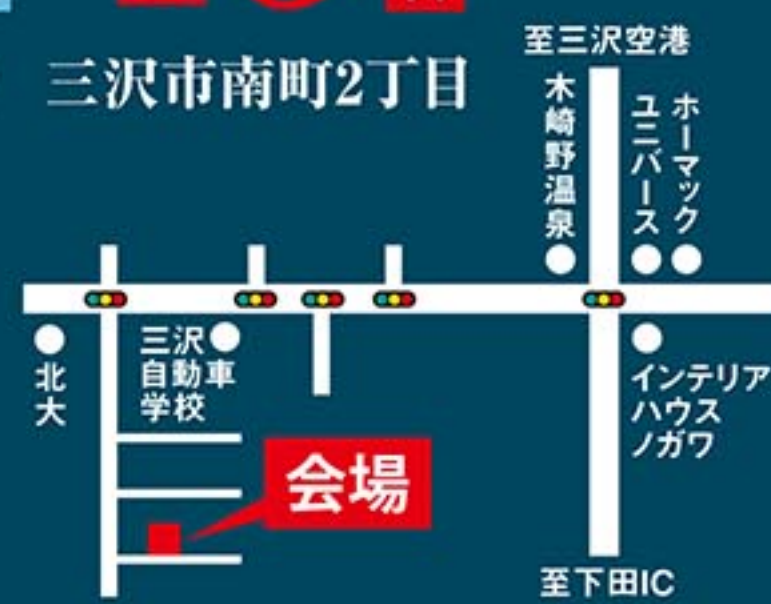 三沢市南町2丁目
至三沢空港
木崎野温泉
ユニバース
ホーマック
北大
三沢
自動車
学校
インテリア
ハウス
ノガワ
会場
至下田IC